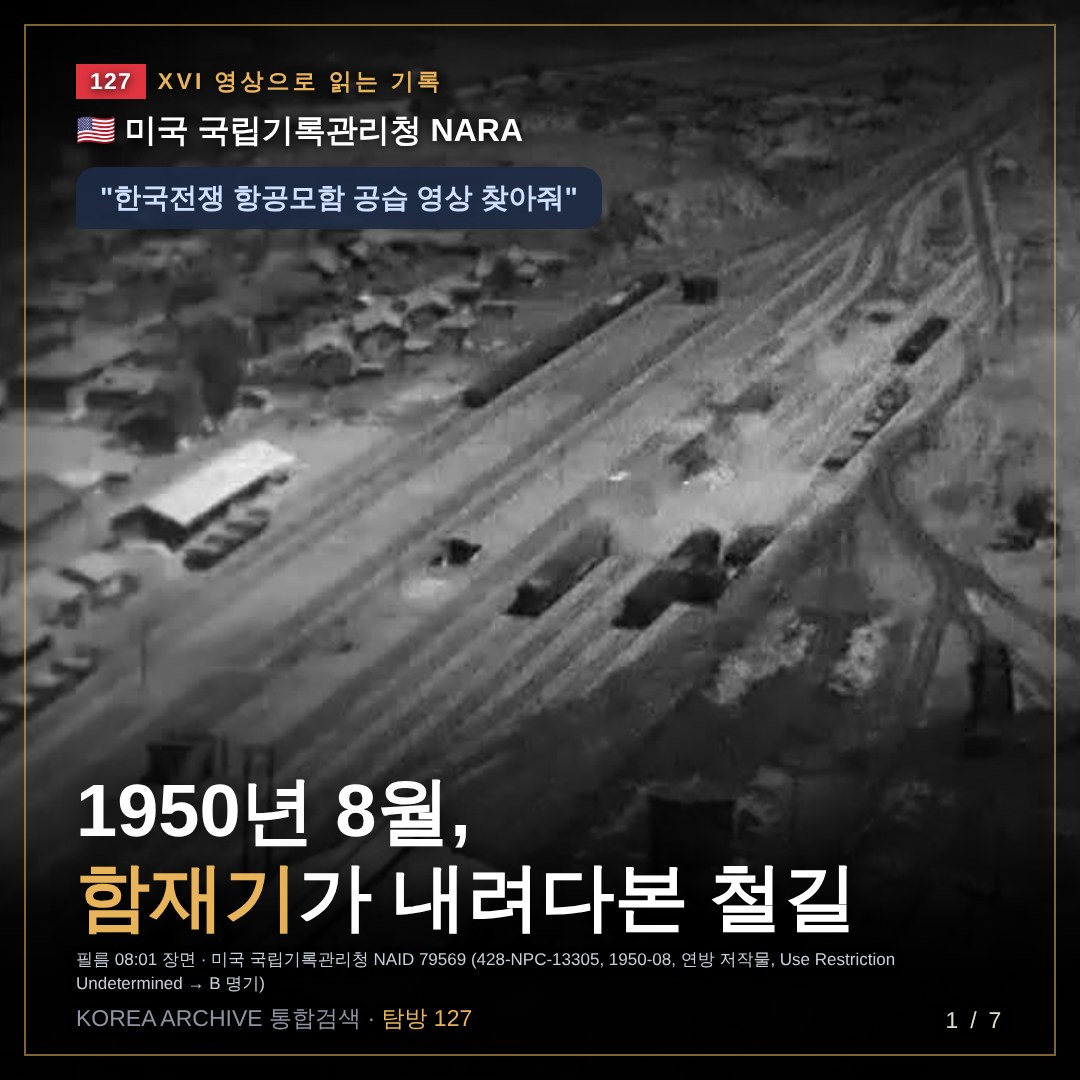 127 XVI 영상으로 읽는 기록
🇺🇸 미국 국립기록관리청 NARA
"한국전쟁 항공모함 공습 영상 찾아줘"
1950년 8월,
함재기가 내려다본 철길
필름 08:01 장면 · 미국 국립기록관리청 NAID 79569 (428-NPC-13305, 1950-08, 연방 저작물, Use Restriction
Undetermined → B 명기)
KOREA ARCHIVE 통합검색 · 탐방 127
1 / 7